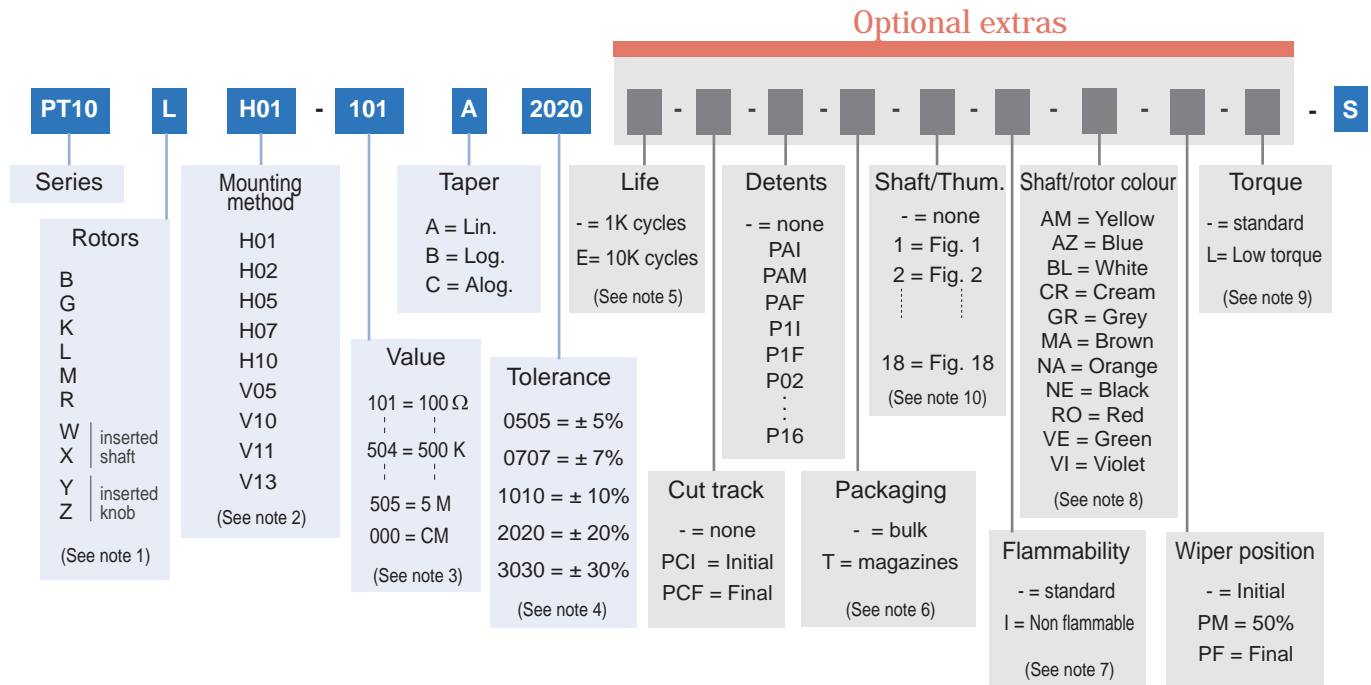 Optional extras
PT10 L H01 - 101 A 2020 - - - - - - - - - S
Series
Rotors
B
G
K
L
M
R
W
X
inserted
shaft
Y
Z
inserted
knob
(See note 1)
Mounting
method
H01
H02
H05
H07
H10
V05
V10
V11
V13
(See note 2)
Value
101 = 100 Ω
504 = 500 K
505 = 5 M
000 = CM
(See note 3)
Taper
A = Lin.
B = Log.
C = Alog.
Tolerance
0505 = ± 5%
0707 = ± 7%
1010 = ± 10%
2020 = ± 20%
3030 = ± 30%
(See note 4)
Life
- = 1K cycles
E= 10K cycles
(See note 5)
Cut track
- = none
PCI = Initial
PCF = Final
Detents
- = none
PAI
PAM
PAF
P1I
P1F
P02
:
:
P16
Packaging
- = bulk
T = magazines
(See note 6)
Shaft/Thum.
- = none
1 = Fig. 1
2 = Fig. 2
18 = Fig. 18
(See note 10)
Flammability
- = standard
I = Non flammable
(See note 7)
Shaft/rotor colour
AM = Yellow
AZ = Blue
BL = White
CR = Cream
GR = Grey
MA = Brown
NA = Orange
NE = Black
RO = Red
VE = Green
VI = Violet
(See note 8)
Wiper position
- = Initial
PM = 50%
PF = Final
Torque
- = standard
L= Low torque
(See note 9)